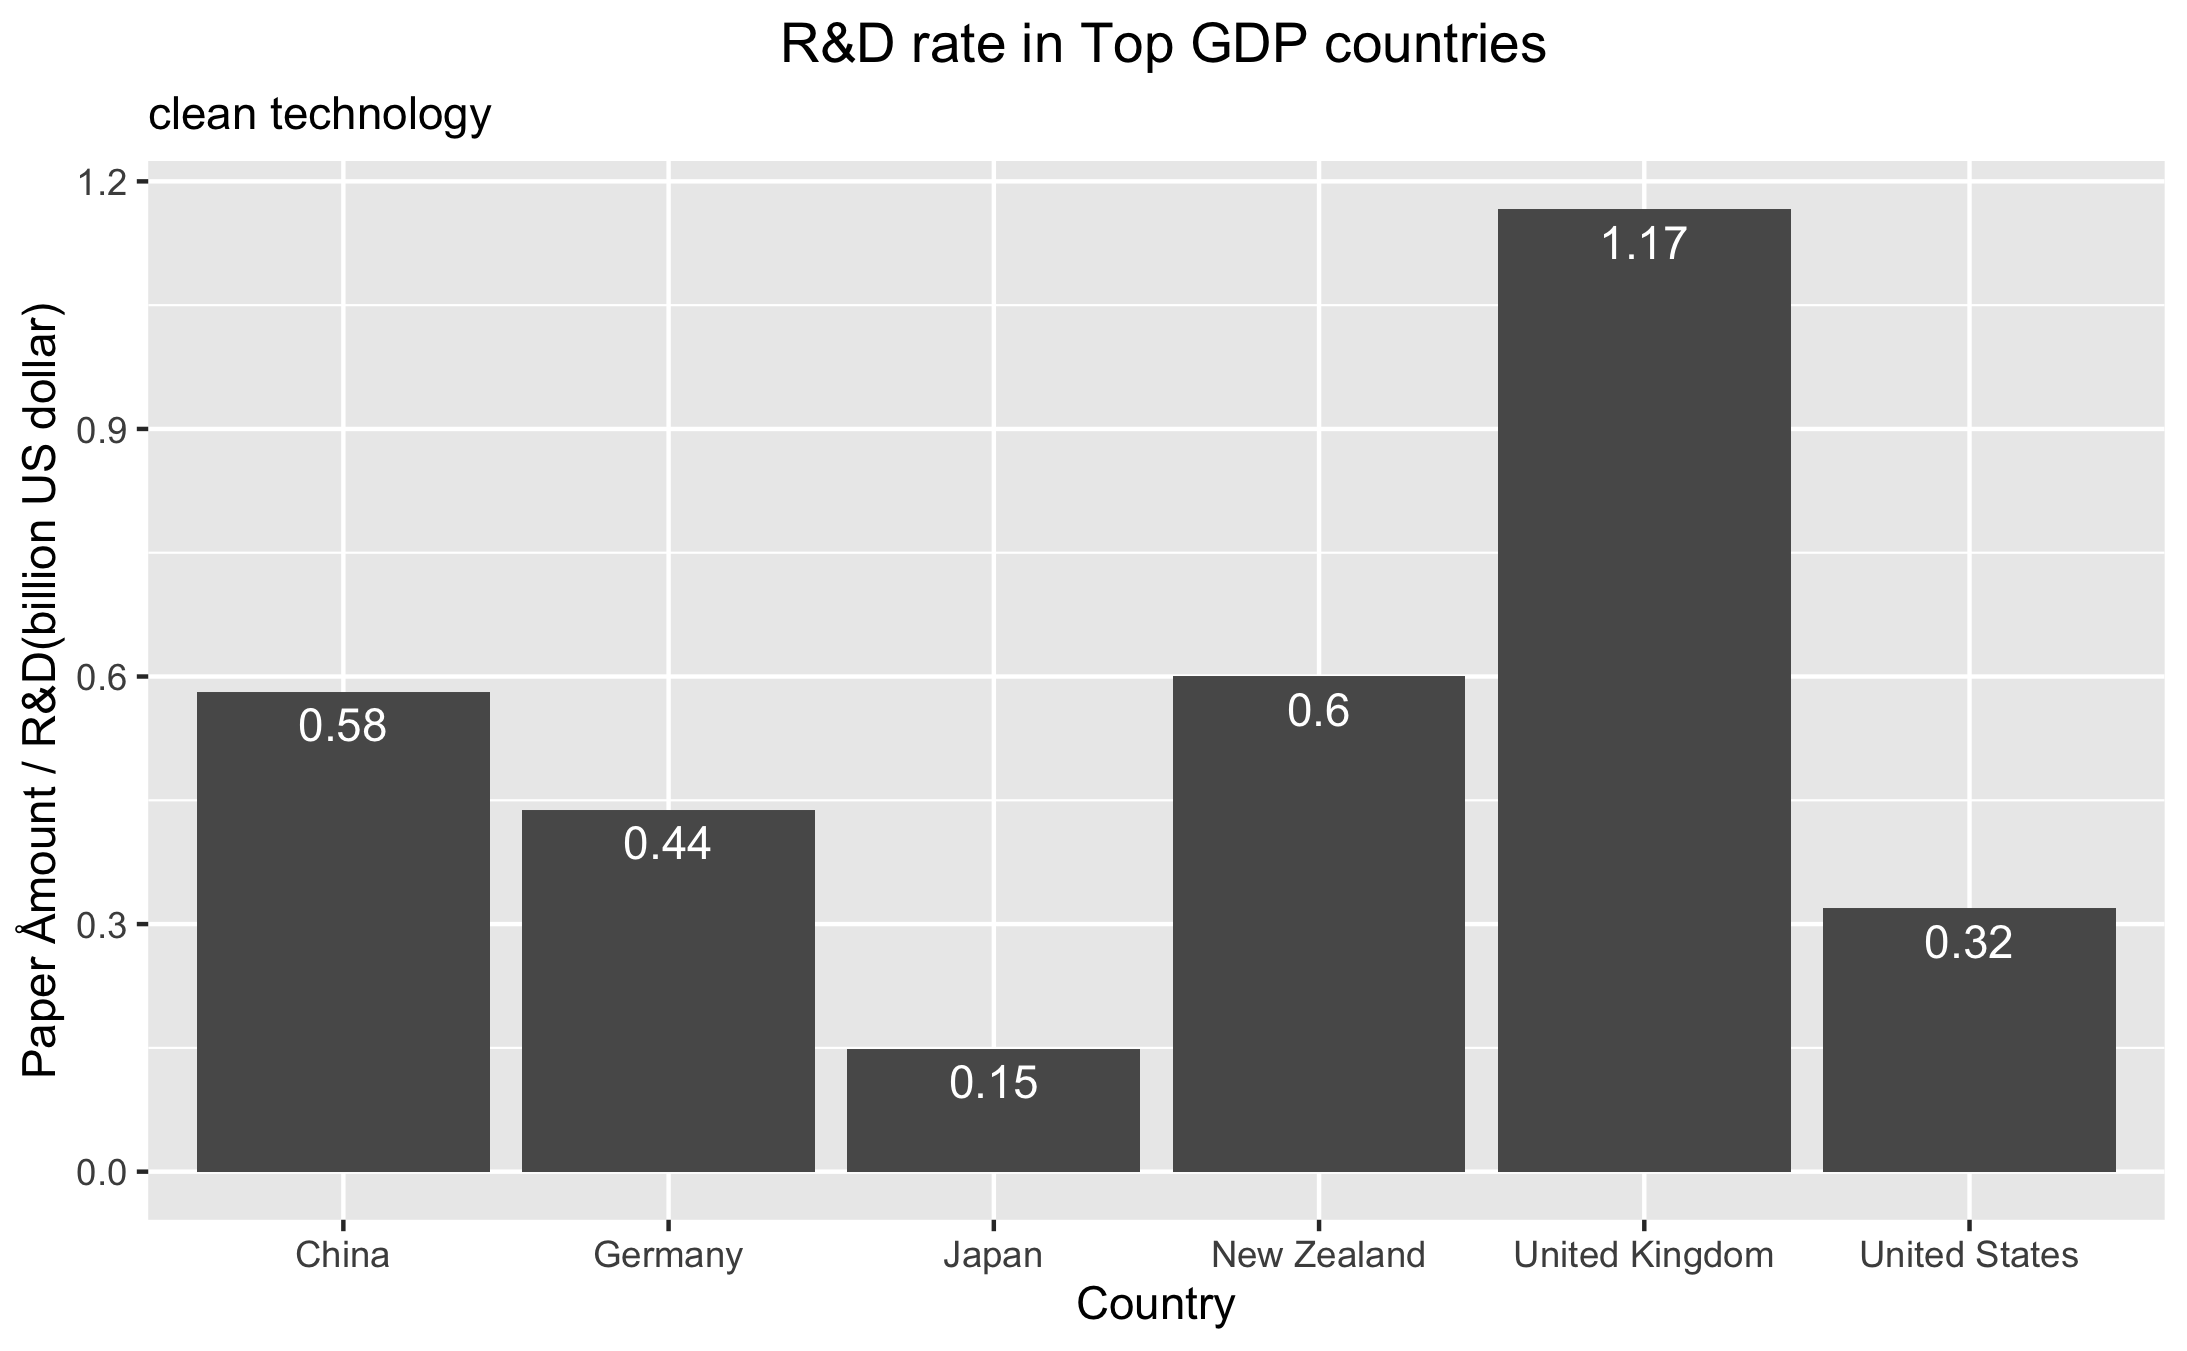 R&D rate in Top GDP countries
clean technology
Paper Åmount / R&D(billion US dollar)
1.2
0.9
0.6
0.3
0.0
0.58
0.44
0.15
0.6
1.17
0.32
China
Germany
Japan
New Zealand
United Kingdom
United States
Country